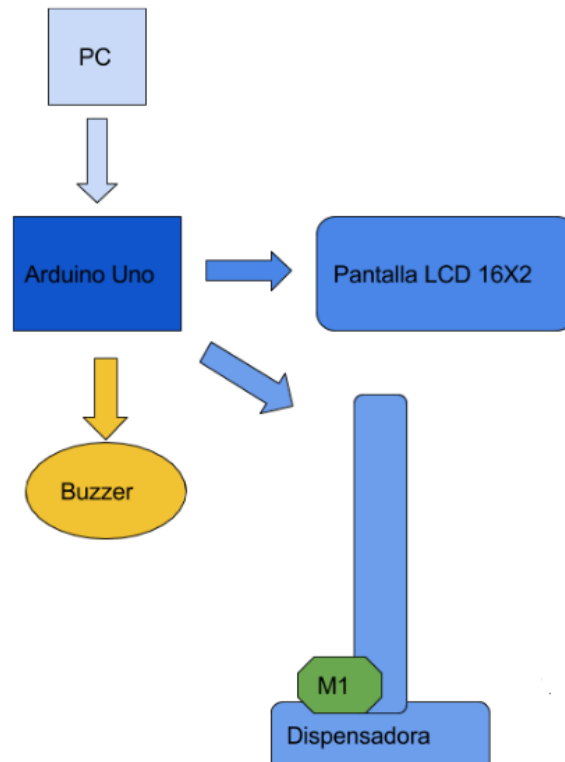 PC
Arduino Uno
Pantalla LCD 16X2
Buzzer
M1
Dispensadora